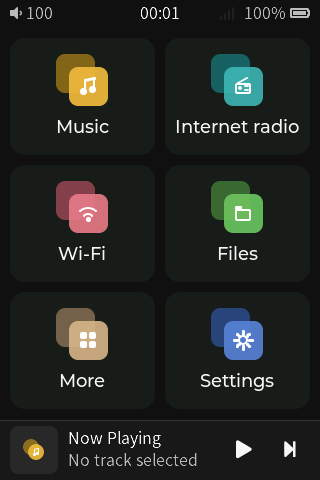 100 00:01 100%
Music Internet radio
Wi-Fi Files
More Settings
Now Playing
No track selected